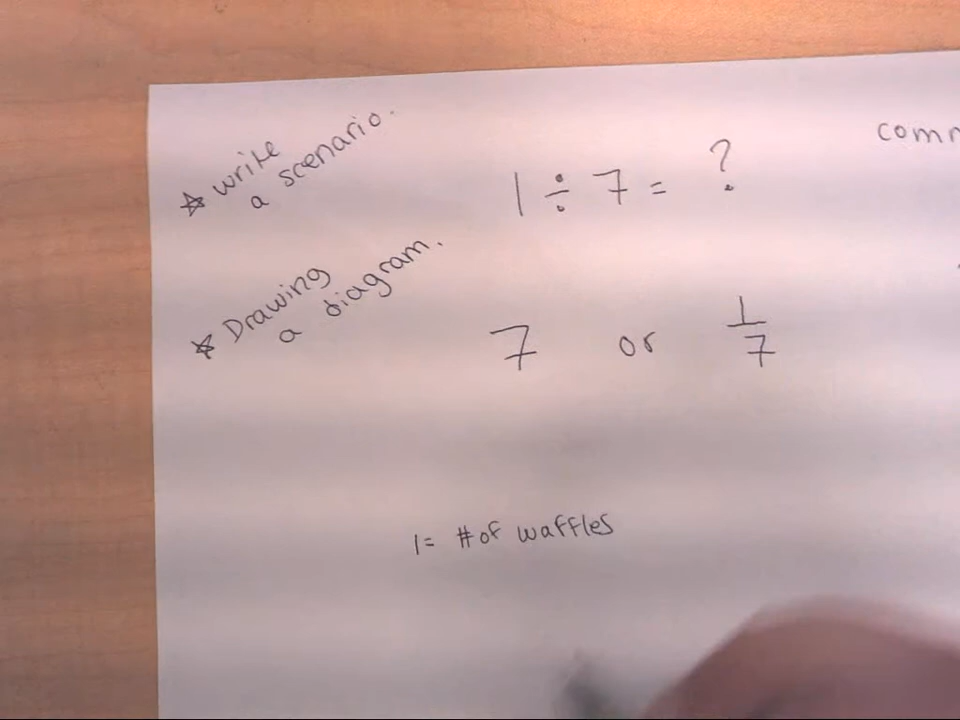 ☆ write
a scenario.
1 ÷ 7 = ?
☆ Drawing
a diagram.
7 or 1/7
1= # of waffles